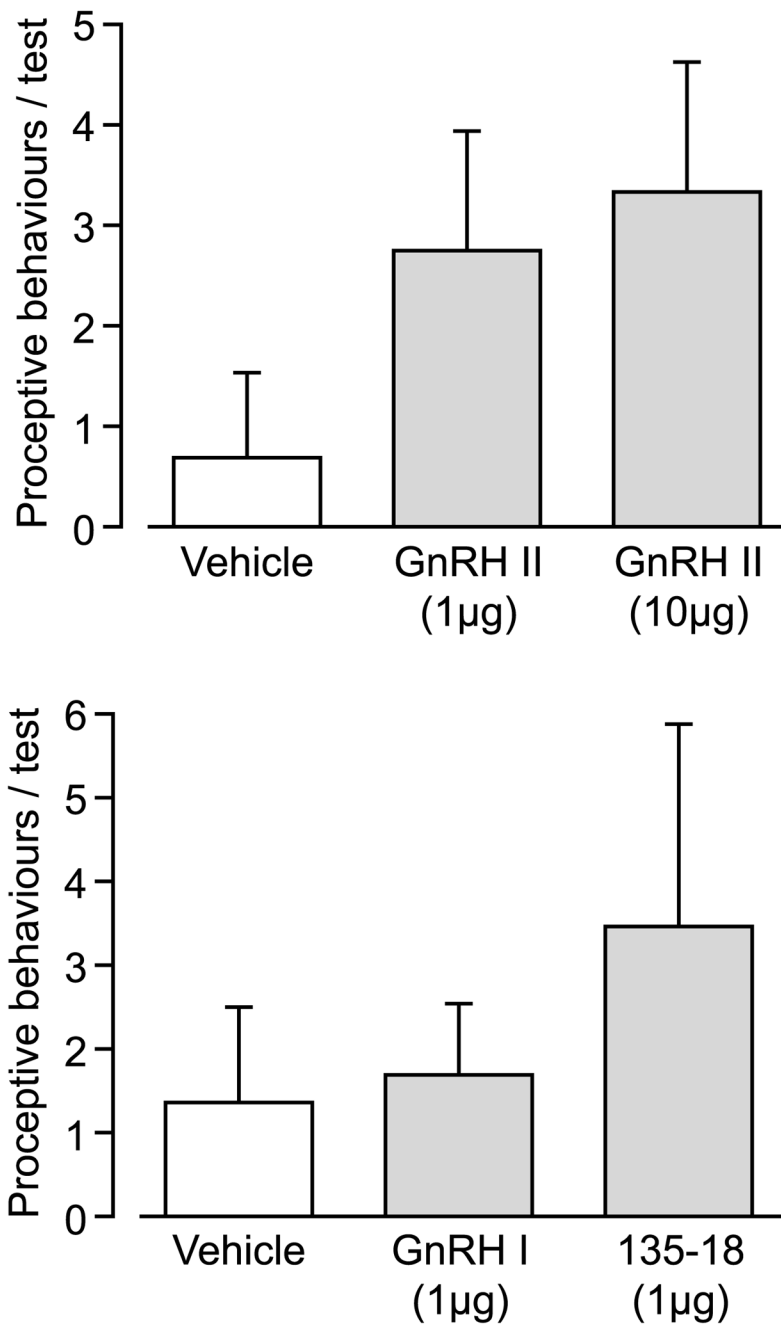 Proceptive behaviours / test
5
4
3
2
1
0
Vehicle
GnRH II
(1µg)
GnRH II
(10µg)
Proceptive behaviours / test
6
5
4
3
2
1
0
Vehicle
GnRH I
(1µg)
135-18
(1µg)